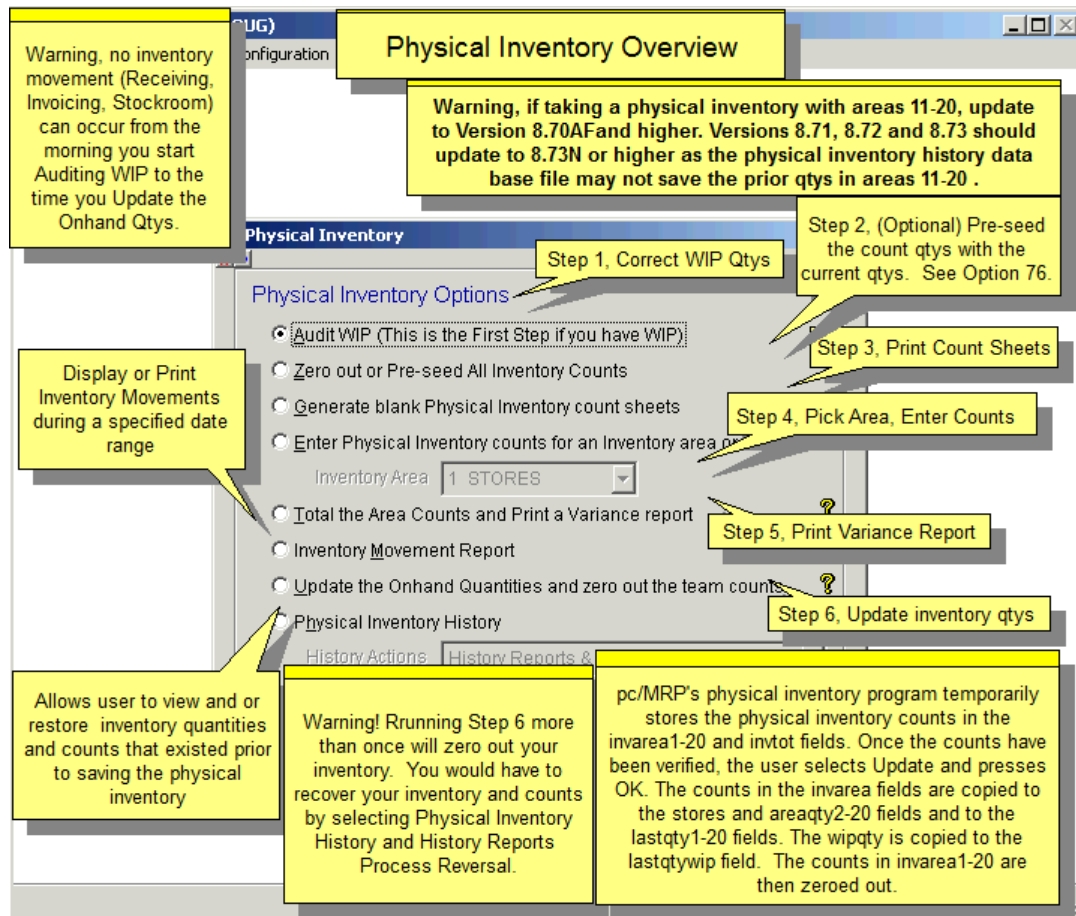 OUG)
onfiguration
Physical Inventory Overview
Warning, no inventory
movement (Receiving,
Invoicing, Stockroom)
can occur from the
morning you start
Auditing WIP to the
time you Update the
Onhand Qtys.
Warning, if taking a physical inventory with areas 11-20, update
to Version 8.70AFand higher. Versions 8.71, 8.72 and 8.73 should
update to 8.73N or higher as the physical inventory history data
base file may not save the prior qtys in areas 11-20 .
Physical Inventory
Step 1, Correct WIP Qtys
Step 2, (Optional) Pre-seed
the count qtys with the
current qtys. See Option 76.
Physical Inventory Options
Audit WIP (This is the First Step if you have WIP)
Step 3, Print Count Sheets
Zero out or Pre-seed All Inventory Counts
Display or Print
Inventory Movements
during a specified date
range
Generate blank Physical Inventory count sheets
Step 4, Pick Area, Enter Counts
Enter Physical Inventory counts for an Inventory area or
Inventory Area 1 STORES
Total the Area Counts and Print a Variance report ?
Step 5, Print Variance Report
Inventory Movement Report
Update the Onhand Quantities and zero out the team counts ?
Step 6, Update inventory qtys
Physical Inventory History
History Actions History Reports &
Allows user to view and or
restore inventory quantities
and counts that existed prior
to saving the physical
inventory
Warning! Rrunning Step 6 more
than once will zero out your
inventory. You would have to
recover your inventory and counts
by selecting Physical Inventory
History and History Reports
Process Reversal.
pc/MRP's physical inventory program temporarily
stores the physical inventory counts in the
invarea1-20 and invtot fields. Once the counts have
been verified, the user selects Update and presses
OK. The counts in the invarea fields are copied to
the stores and areaqty2-20 fields and to the
lastqty1-20 fields. The wipqty is copied to the
lastqtywip field. The counts in invarea1-20 are
then zeroed out.